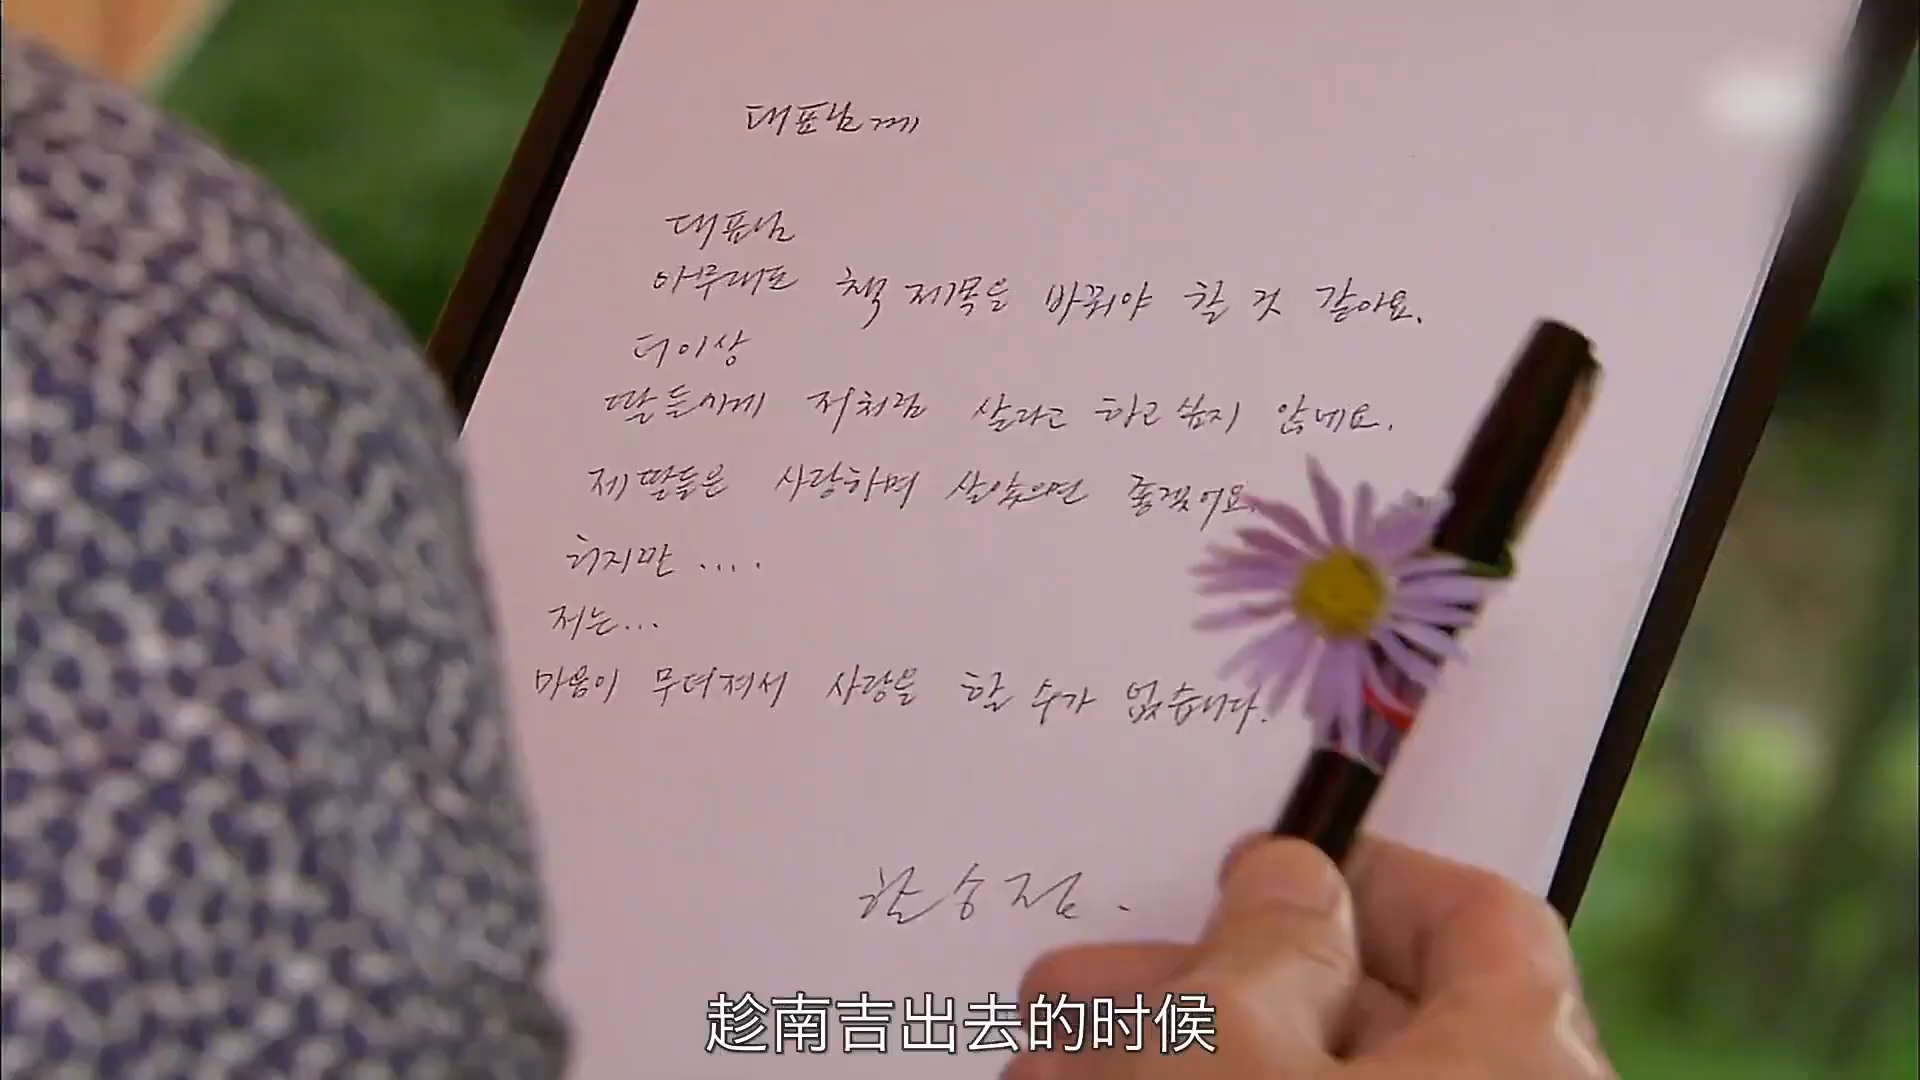 대표님께
대표님
아무래도 책 제목을 바꿔야 할 것 같아요.
더이상
딸들에게 저처럼 살라고 하고 싶지 않네요.
제 딸들은 사랑하며 살았으면 좋겠어요.
하지만 ....
저는...
마음이 무뎌져서 사랑을 할 수가 없습니다.
한승정.
趁南吉出去的时候